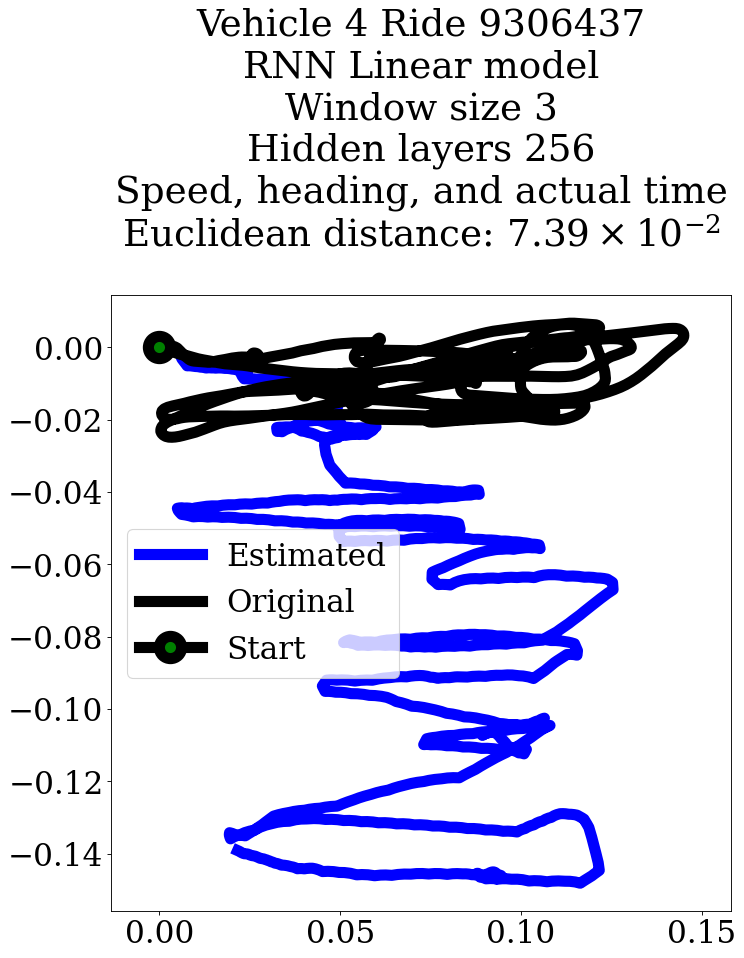 Vehicle 4 Ride 9306437
RNN Linear model
Window size 3
Hidden layers 256
Speed, heading, and actual time
Euclidean distance: 7.39 × 10⁻²
0.00
−0.02
−0.04
−0.06
−0.08
−0.10
−0.12
−0.14
Estimated
Original
Start
0.00 0.05 0.10 0.15